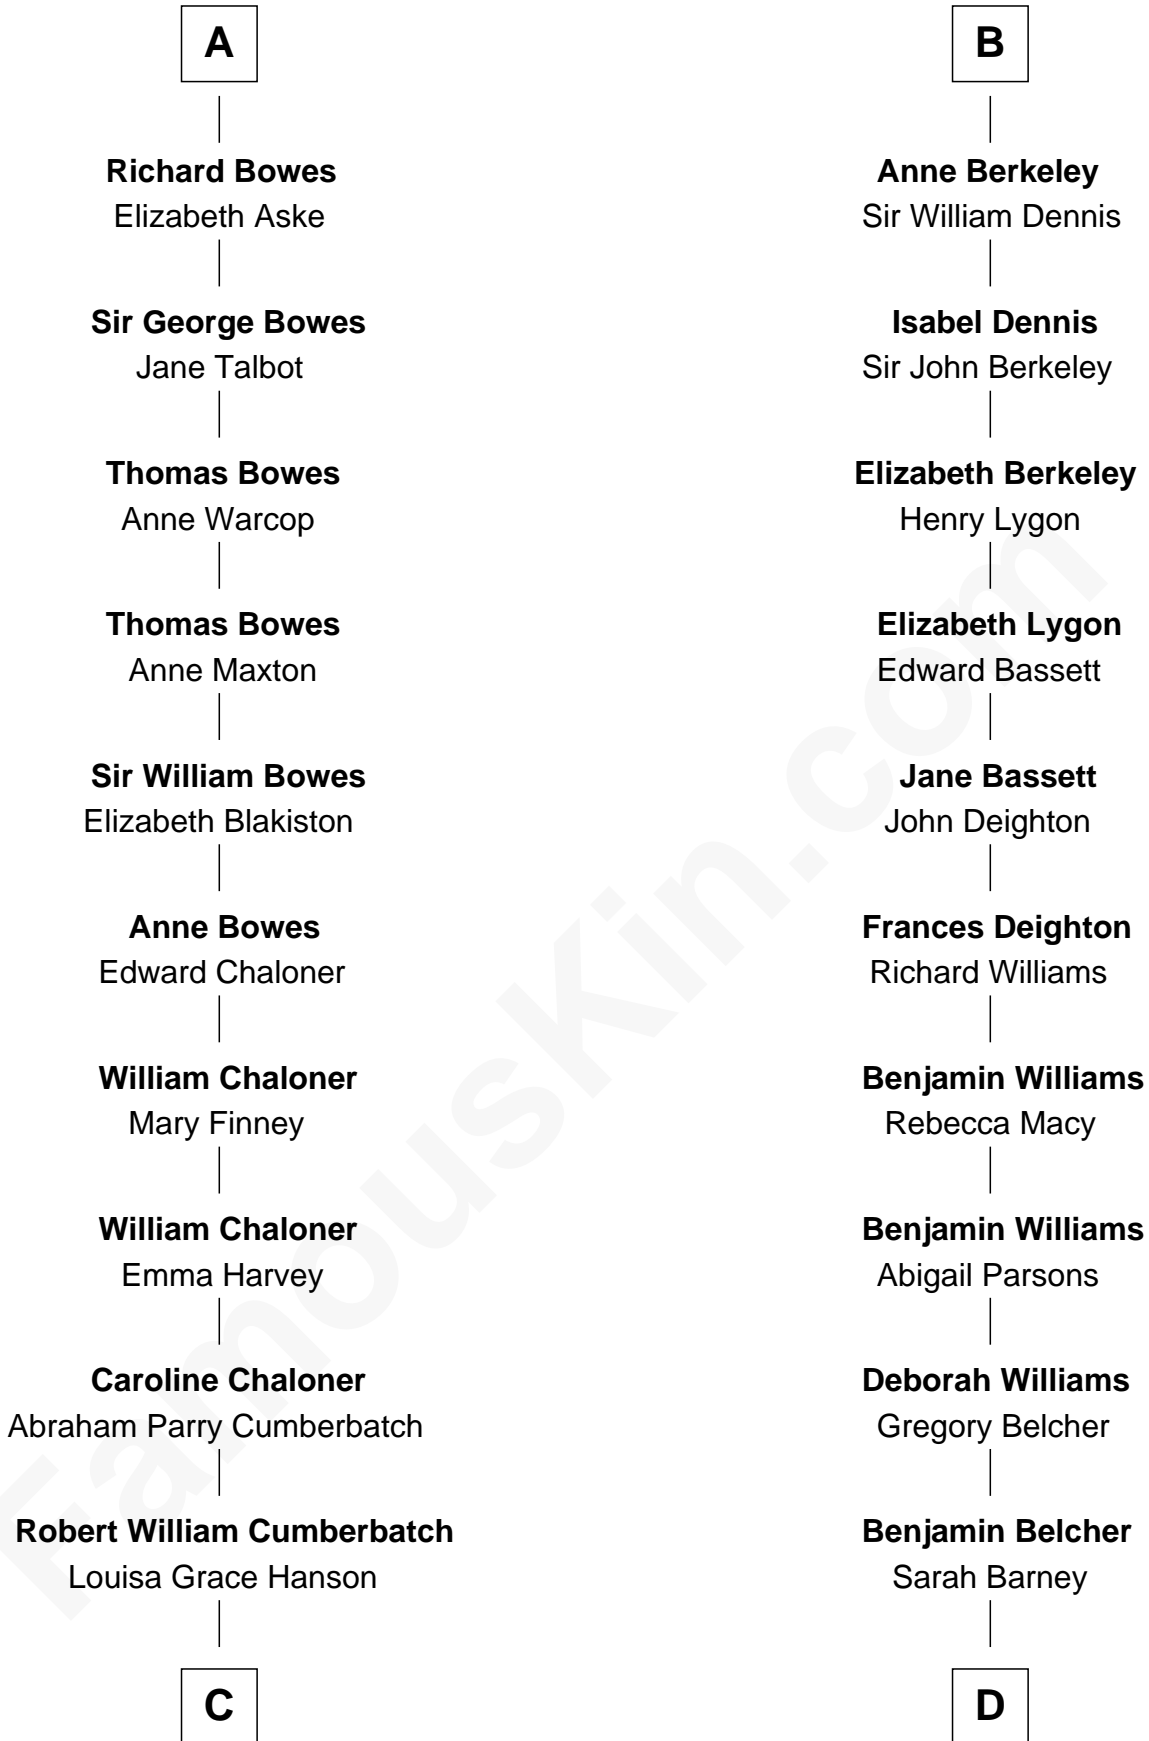 A
Richard Bowes
Elizabeth Aske
Sir George Bowes
Jane Talbot
Thomas Bowes
Anne Warcop
Thomas Bowes
Anne Maxton
Sir William Bowes
Elizabeth Blakiston
Anne Bowes
Edward Chaloner
William Chaloner
Mary Finney
William Chaloner
Emma Harvey
Caroline Chaloner
Abraham Parry Cumberbatch
Robert William Cumberbatch
Louisa Grace Hanson
C
B
Anne Berkeley
Sir William Dennis
Isabel Dennis
Sir John Berkeley
Elizabeth Berkeley
Henry Lygon
Elizabeth Lygon
Edward Bassett
Jane Bassett
John Deighton
Frances Deighton
Richard Williams
Benjamin Williams
Rebecca Macy
Benjamin Williams
Abigail Parsons
Deborah Williams
Gregory Belcher
Benjamin Belcher
Sarah Barney
D
FamousKin.com